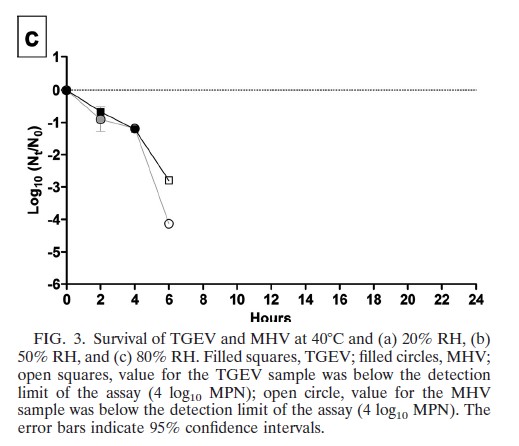 C
1
0
-1
-2
-3
-4
-5
-6
Log10 (Nt/N0)
0 2 4 6 8 10 12 14 16 18 20 22 24
Hours
FIG. 3. Survival of TGEV and MHV at 40°C and (a) 20% RH, (b)
50% RH, and (c) 80% RH. Filled squares, TGEV; filled circles, MHV;
open squares, value for the TGEV sample was below the detection
limit of the assay (4 log10 MPN); open circle, value for the MHV
sample was below the detection limit of the assay (4 log10 MPN). The
error bars indicate 95% confidence intervals.